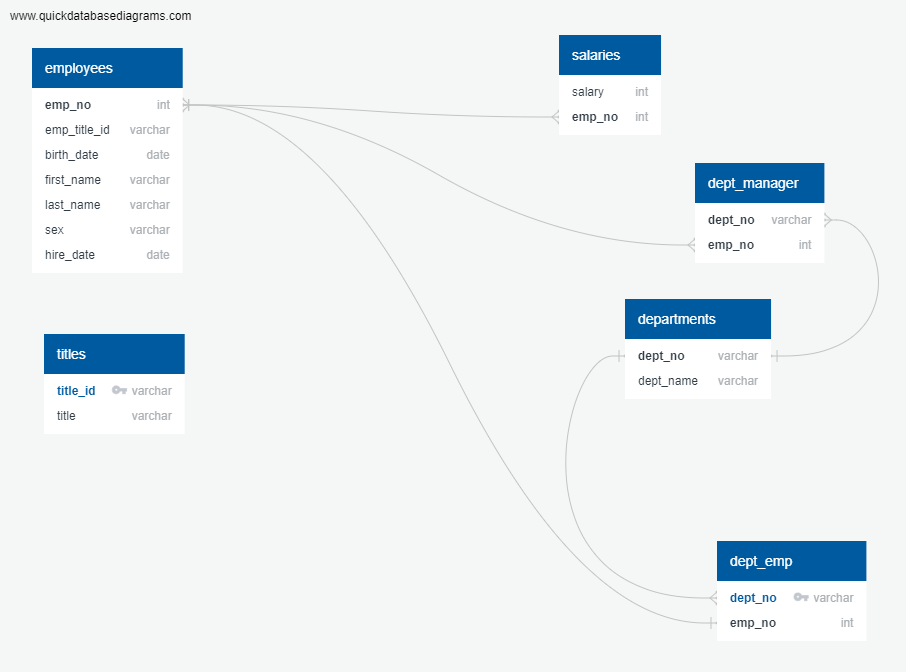 www.quickdatabasediagrams.com
employees
emp_no int
emp_title_id varchar
birth_date date
first_name varchar
last_name varchar
sex varchar
hire_date date
salaries
salary int
emp_no int
dept_manager
dept_no varchar
emp_no int
departments
dept_no varchar
dept_name varchar
titles
title_id varchar
title varchar
dept_emp
dept_no varchar
emp_no int